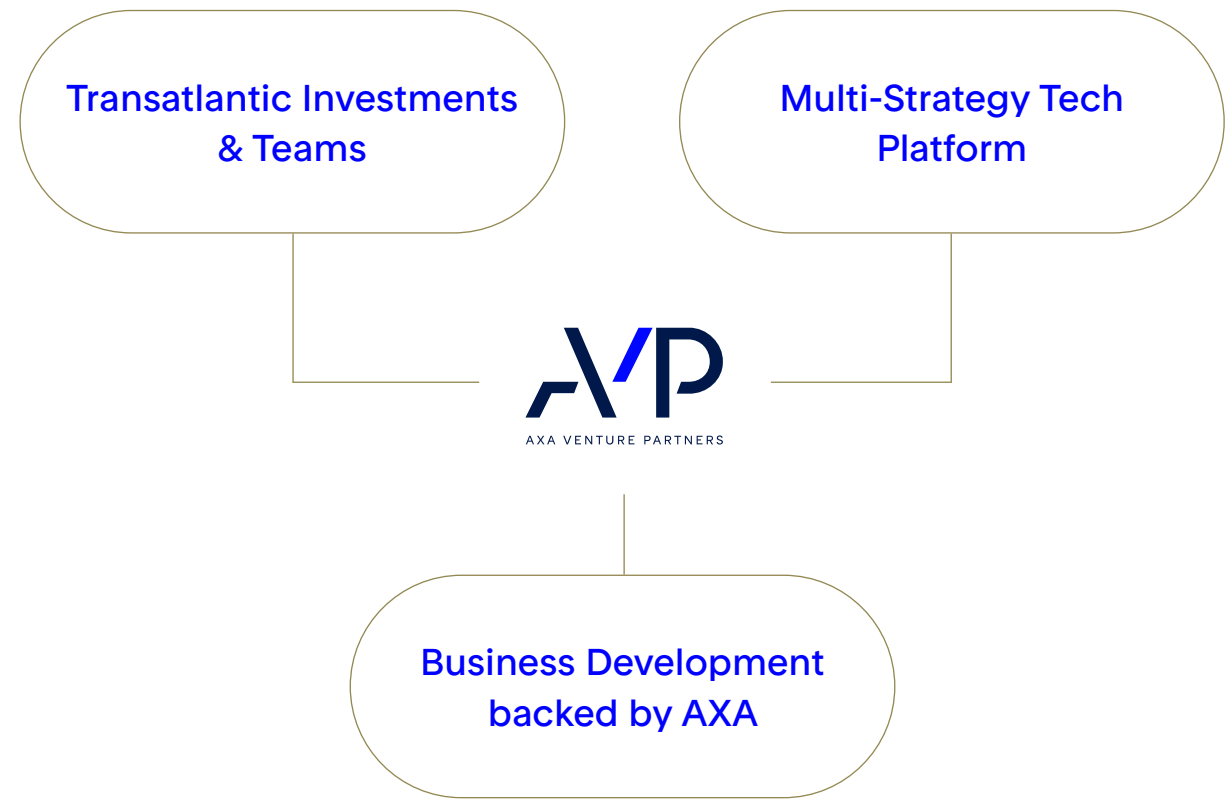 Transatlantic Investments
& Teams
Multi-Strategy Tech
Platform
AVP
AXA VENTURE PARTNERS
Business Development
backed by AXA